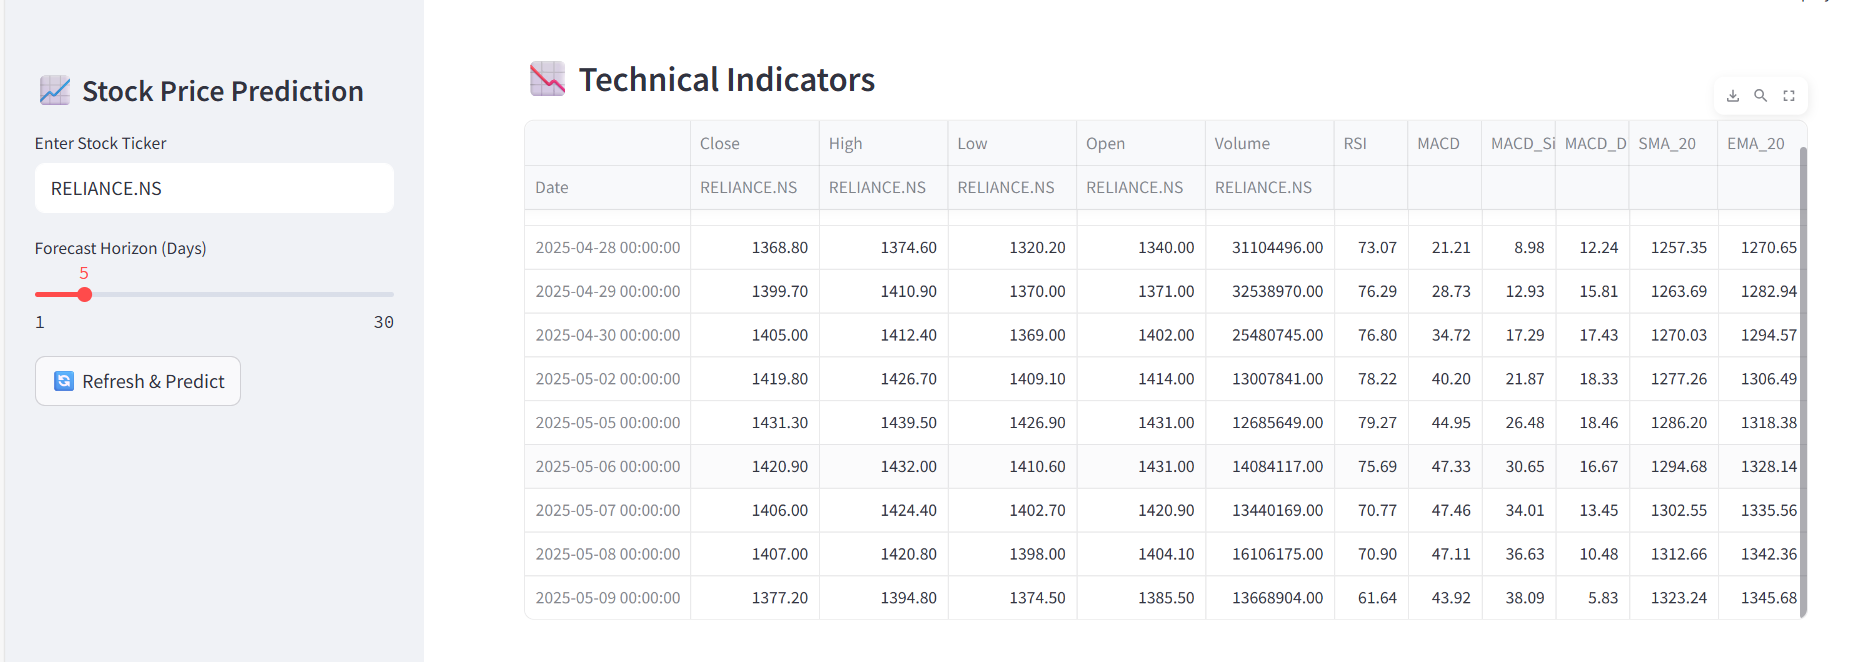 Stock Price Prediction
Enter Stock Ticker
RELIANCE.NS
Forecast Horizon (Days)
5
1 30
Refresh & Predict
Technical Indicators
Close High Low Open Volume RSI MACD MACD_Si MACD_D SMA_20 EMA_20
Date RELIANCE.NS RELIANCE.NS RELIANCE.NS RELIANCE.NS RELIANCE.NS
2025-04-28 00:00:00 1368.80 1374.60 1320.20 1340.00 31104496.00 73.07 21.21 8.98 12.24 1257.35 1270.65
2025-04-29 00:00:00 1399.70 1410.90 1370.00 1371.00 32538970.00 76.29 28.73 12.93 15.81 1263.69 1282.94
2025-04-30 00:00:00 1405.00 1412.40 1369.00 1402.00 25480745.00 76.80 34.72 17.29 17.43 1270.03 1294.57
2025-05-02 00:00:00 1419.80 1426.70 1409.10 1414.00 13007841.00 78.22 40.20 21.87 18.33 1277.26 1306.49
2025-05-05 00:00:00 1431.30 1439.50 1426.90 1431.00 12685649.00 79.27 44.95 26.48 18.46 1286.20 1318.38
2025-05-06 00:00:00 1420.90 1432.00 1410.60 1431.00 14084117.00 75.69 47.33 30.65 16.67 1294.68 1328.14
2025-05-07 00:00:00 1406.00 1424.40 1402.70 1420.90 13440169.00 70.77 47.46 34.01 13.45 1302.55 1335.56
2025-05-08 00:00:00 1407.00 1420.80 1398.00 1404.10 16106175.00 70.90 47.11 36.63 10.48 1312.66 1342.36
2025-05-09 00:00:00 1377.20 1394.80 1374.50 1385.50 13668904.00 61.64 43.92 38.09 5.83 1323.24 1345.68